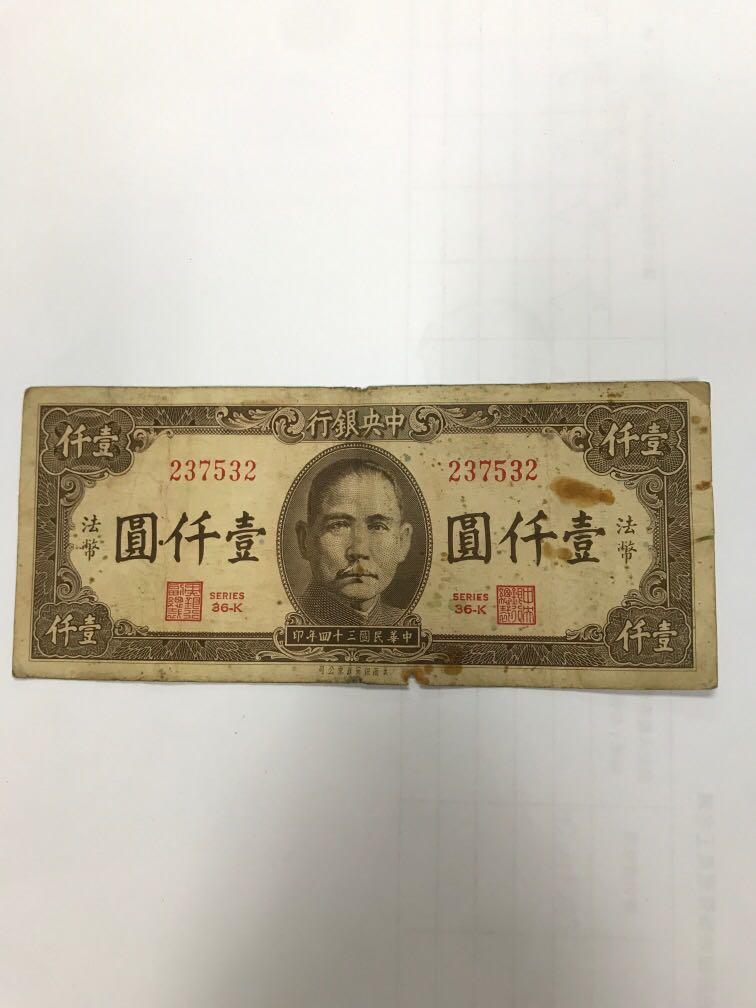 中央銀行
壹仟
壹仟
237532
237532
法幣
壹仟圓
壹仟圓
法幣
SERIES
36-K
SERIES
36-K
壹仟
中華民國三十四年印
壹仟